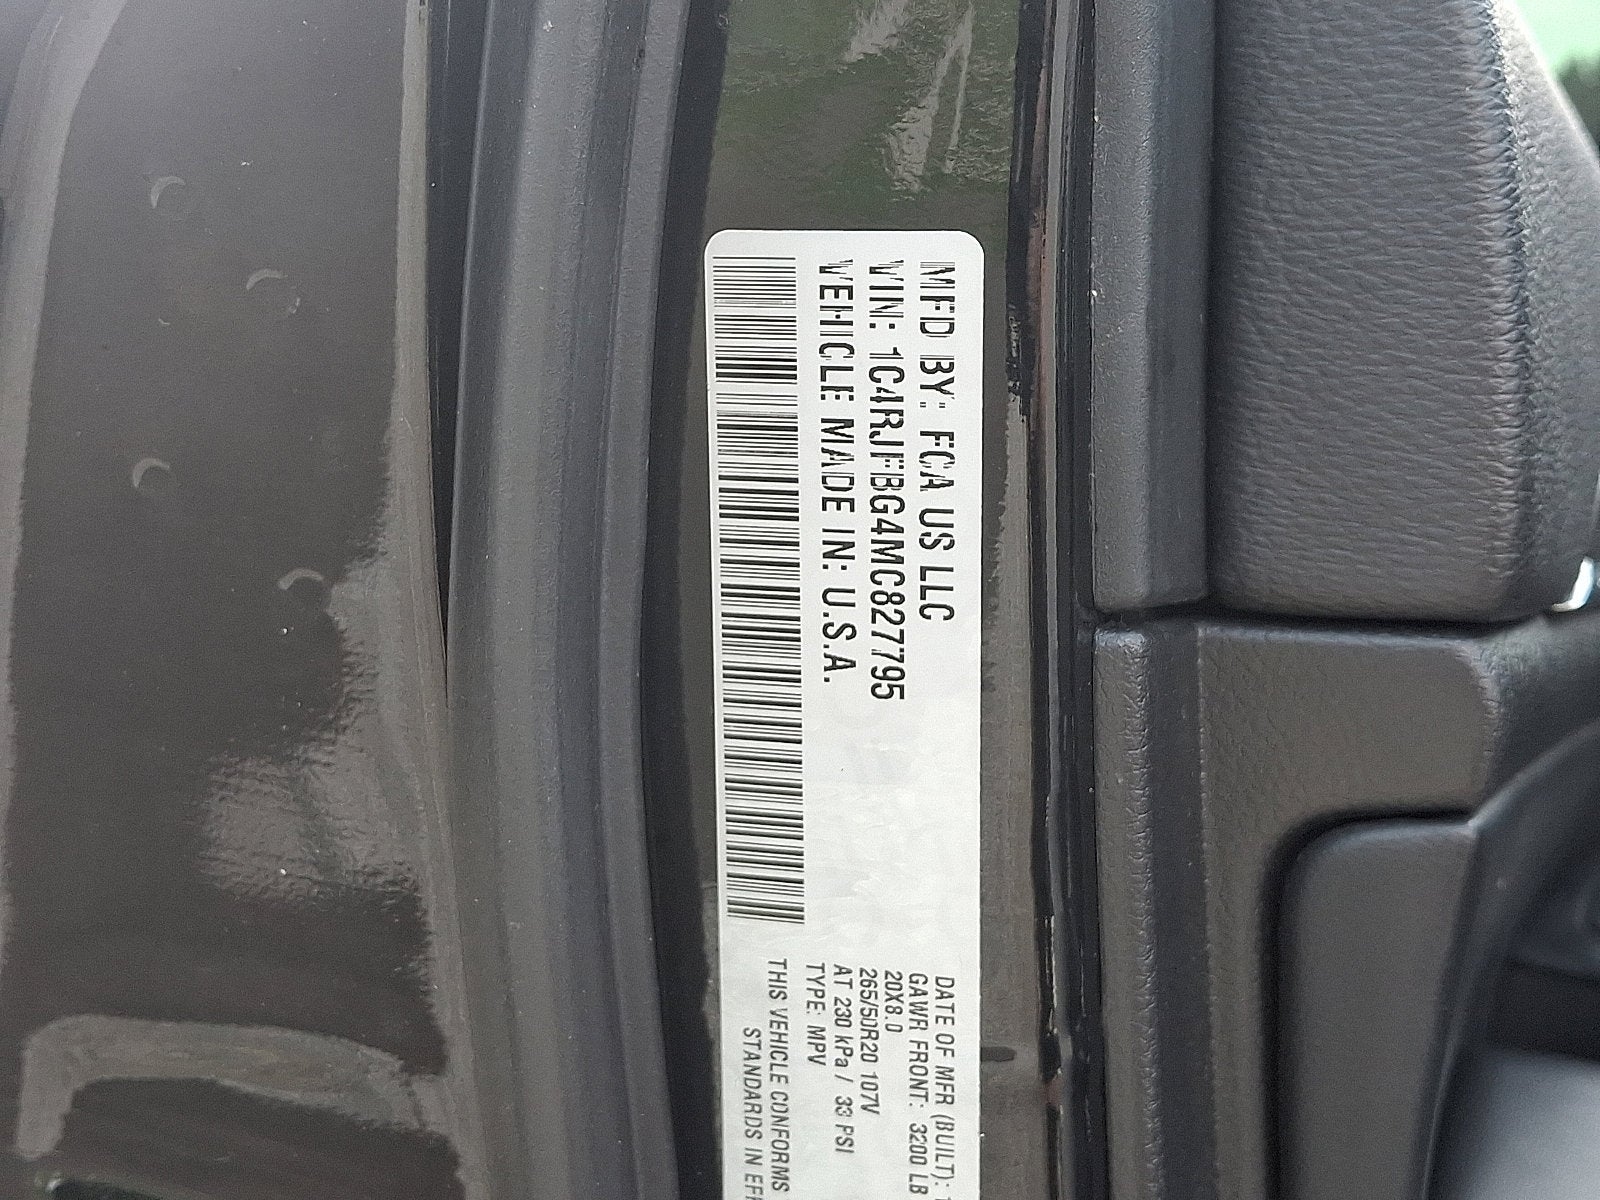 MFD BY: FCA US LLC
VIN: 1C4RJFBG4MC827795
VEHICLE MADE IN: U.S.A.
DATE OF MFR (BUILT):
GAWR FRONT: 3200 LB
20X8.0
265/50R20 107V
AT 230 kPa / 33 PSI
TYPE: MPV
THIS VEHICLE CONFORMS
STANDARDS IN